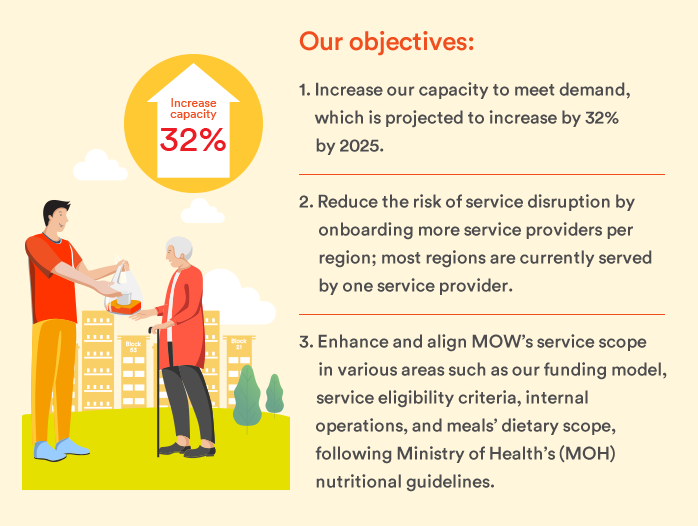 Our objectives:
Increase
capacity
32%
1. Increase our capacity to meet demand,
which is projected to increase by 32%
by 2025.
2. Reduce the risk of service disruption by
onboarding more service providers per
region; most regions are currently served
by one service provider.
3. Enhance and align MOW's service scope
in various areas such as our funding model,
service eligibility criteria, internal
operations, and meals' dietary scope,
following Ministry of Health's (MOH)
nutritional guidelines.
Block
Block